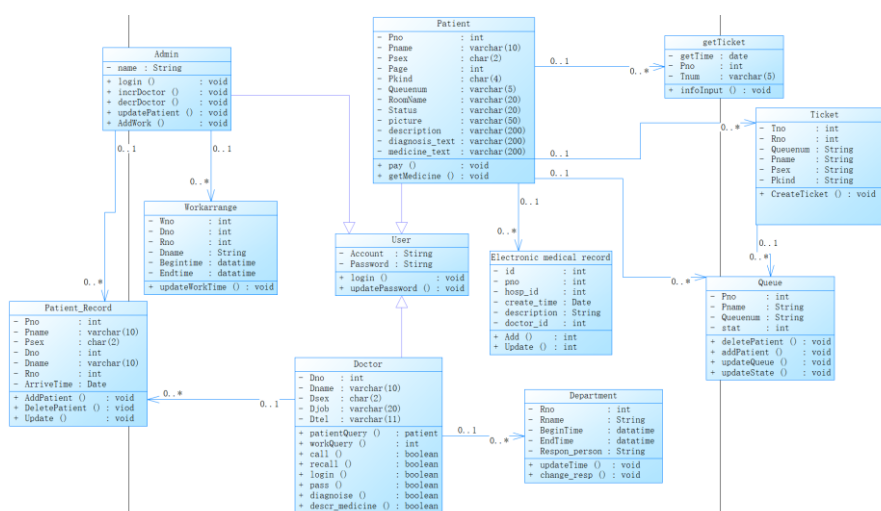 Patient
- Pno : int
- Pname : varchar(10)
- Psex : char(2)
- Page : int
- Pkind : char(4)
- Queuenum : varchar(5)
- RoomName : varchar(20)
- Status : varchar(20)
- picture : varchar(50)
- description : varchar(200)
- diagnosis_text : varchar(200)
- medicine_text : varchar(200)
+ pay () : void
+ getMedicine () : void
Admin
- name : String
+ login () : void
+ incrDoctor () : void
+ decrDoctor () : void
+ updatePatient () : void
+ AddWork () : void
getTicket
- getTime : date
- Pno : int
- Tnum : varchar(5)
+ infoInput () : void
0..1
0..*
Ticket
- Tno : int
- Rno : int
- Queuenum : String
- Pname : String
- Psex : String
- Pkind : String
+ CreateTicket () : void
0..1
0..*
0..1
0..1
0..1
0..*
Workarrange
- Wno : int
- Dno : int
- Rno : int
- Dname : String
- Begintime : datatime
- Endtime : datatime
+ updateWorkTime () : void
0..1
0..*
User
- Account : Stirng
- Password : Stirng
+ login () : void
+ updatePassword () : void
Electronic medical record
- id : int
- pno : int
- hosp_id : int
- create_time : Date
- description : String
- doctor_id : int
+ Add () : int
+ Update () : int
0..1
0..*
0..*
Queue
- Pno : int
- Pname : String
- Queuenum : String
- stat : int
+ deletePatient () : void
+ addPatient () : void
+ updateQueue () : void
+ updateState () : void
0..*
Patient_Record
- Pno : int
- Pname : varchar(10)
- Psex : char(2)
- Dno : int
- Dname : varchar(10)
- Rno : int
- ArriveTime : Date
+ AddPatient () : void
+ DeletePatient () : viod
+ Update () : void
0..*
0..1
Doctor
- Dno : int
- Dname : varchar(10)
- Dsex : char(2)
- Djob : varchar(20)
- Dtel : varchar(11)
+ patientQuery () : patient
+ workQuery () : int
+ call () : boolean
+ recall () : boolean
+ login () : boolean
+ pass () : boolean
+ diagnoise () : boolean
+ descr_medicine () : boolean
0..1
0..*
Department
- Rno : int
- Rname : String
- BeginTime : datatime
- EndTime : datatime
- Respon_person : String
+ updateTime () : void
+ change_resp () : void